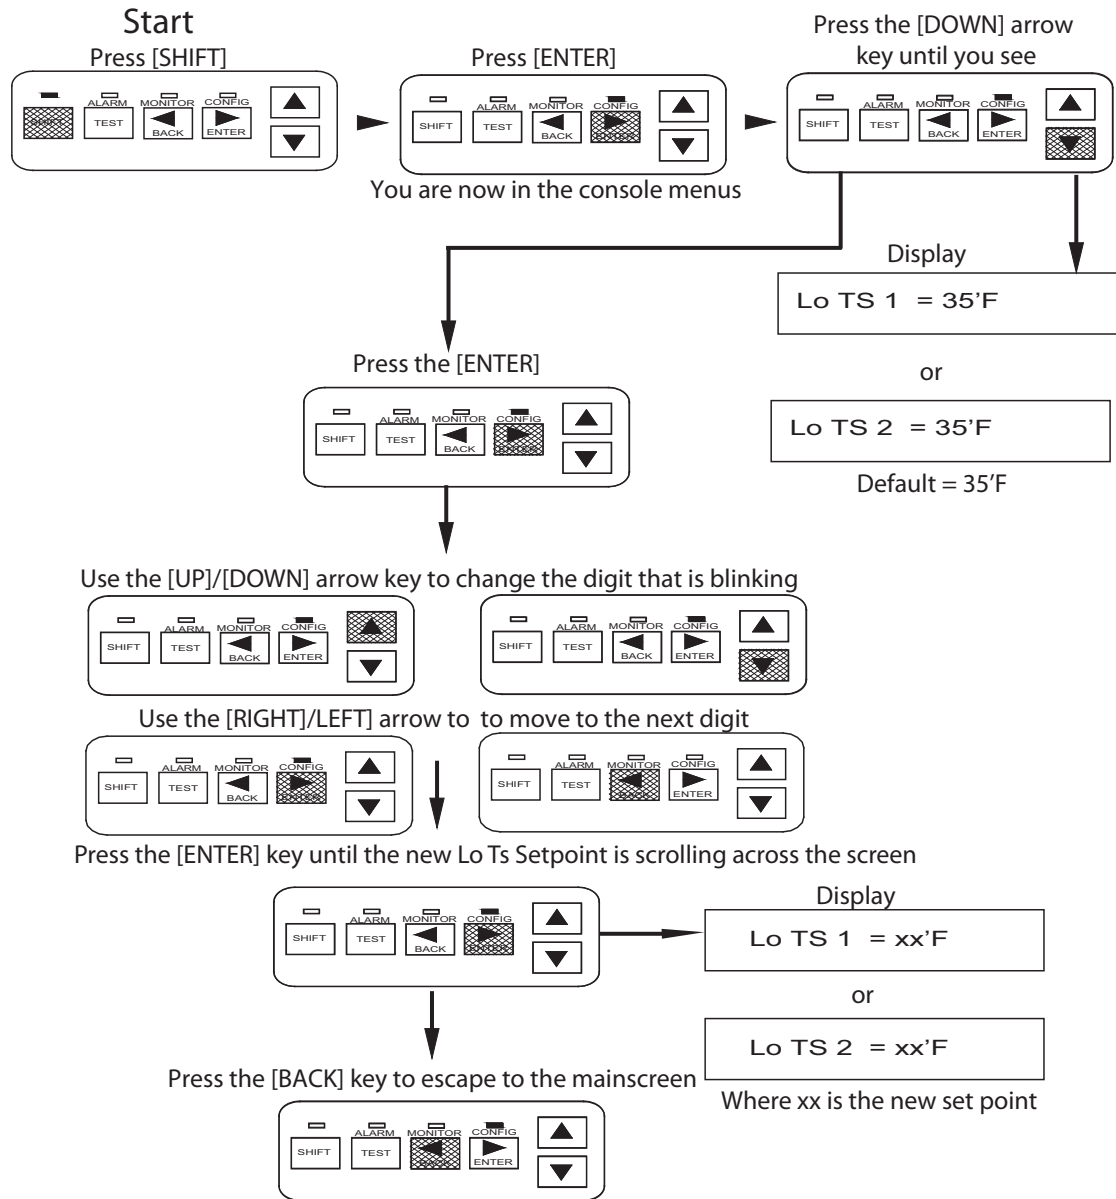 Start
Press [SHIFT]
ALARM MONITOR CONFIG
TEST
BACK ENTER
Press [ENTER]
ALARM MONITOR CONFIG
SHIFT TEST
BACK
You are now in the console menus
Press the [DOWN] arrow
key until you see
ALARM MONITOR CONFIG
SHIFT TEST
BACK ENTER
Display
Lo TS 1 = 35'F
or
Lo TS 2 = 35'F
Default = 35'F
Press the [ENTER]
ALARM MONITOR CONFIG
SHIFT TEST
BACK
Use the [UP]/[DOWN] arrow key to change the digit that is blinking
ALARM MONITOR CONFIG
SHIFT TEST
BACK ENTER
ALARM MONITOR CONFIG
SHIFT TEST
BACK ENTER
Use the [RIGHT]/LEFT] arrow to to move to the next digit
ALARM MONITOR CONFIG
SHIFT TEST
BACK
ALARM MONITOR CONFIG
SHIFT TEST
ENTER
Press the [ENTER] key until the new Lo Ts Setpoint is scrolling across the screen
ALARM MONITOR CONFIG
SHIFT TEST
BACK
Display
Lo TS 1 = xx'F
or
Lo TS 2 = xx'F
Where xx is the new set point
Press the [BACK] key to escape to the mainscreen
ALARM MONITOR CONFIG
SHIFT TEST
ENTER